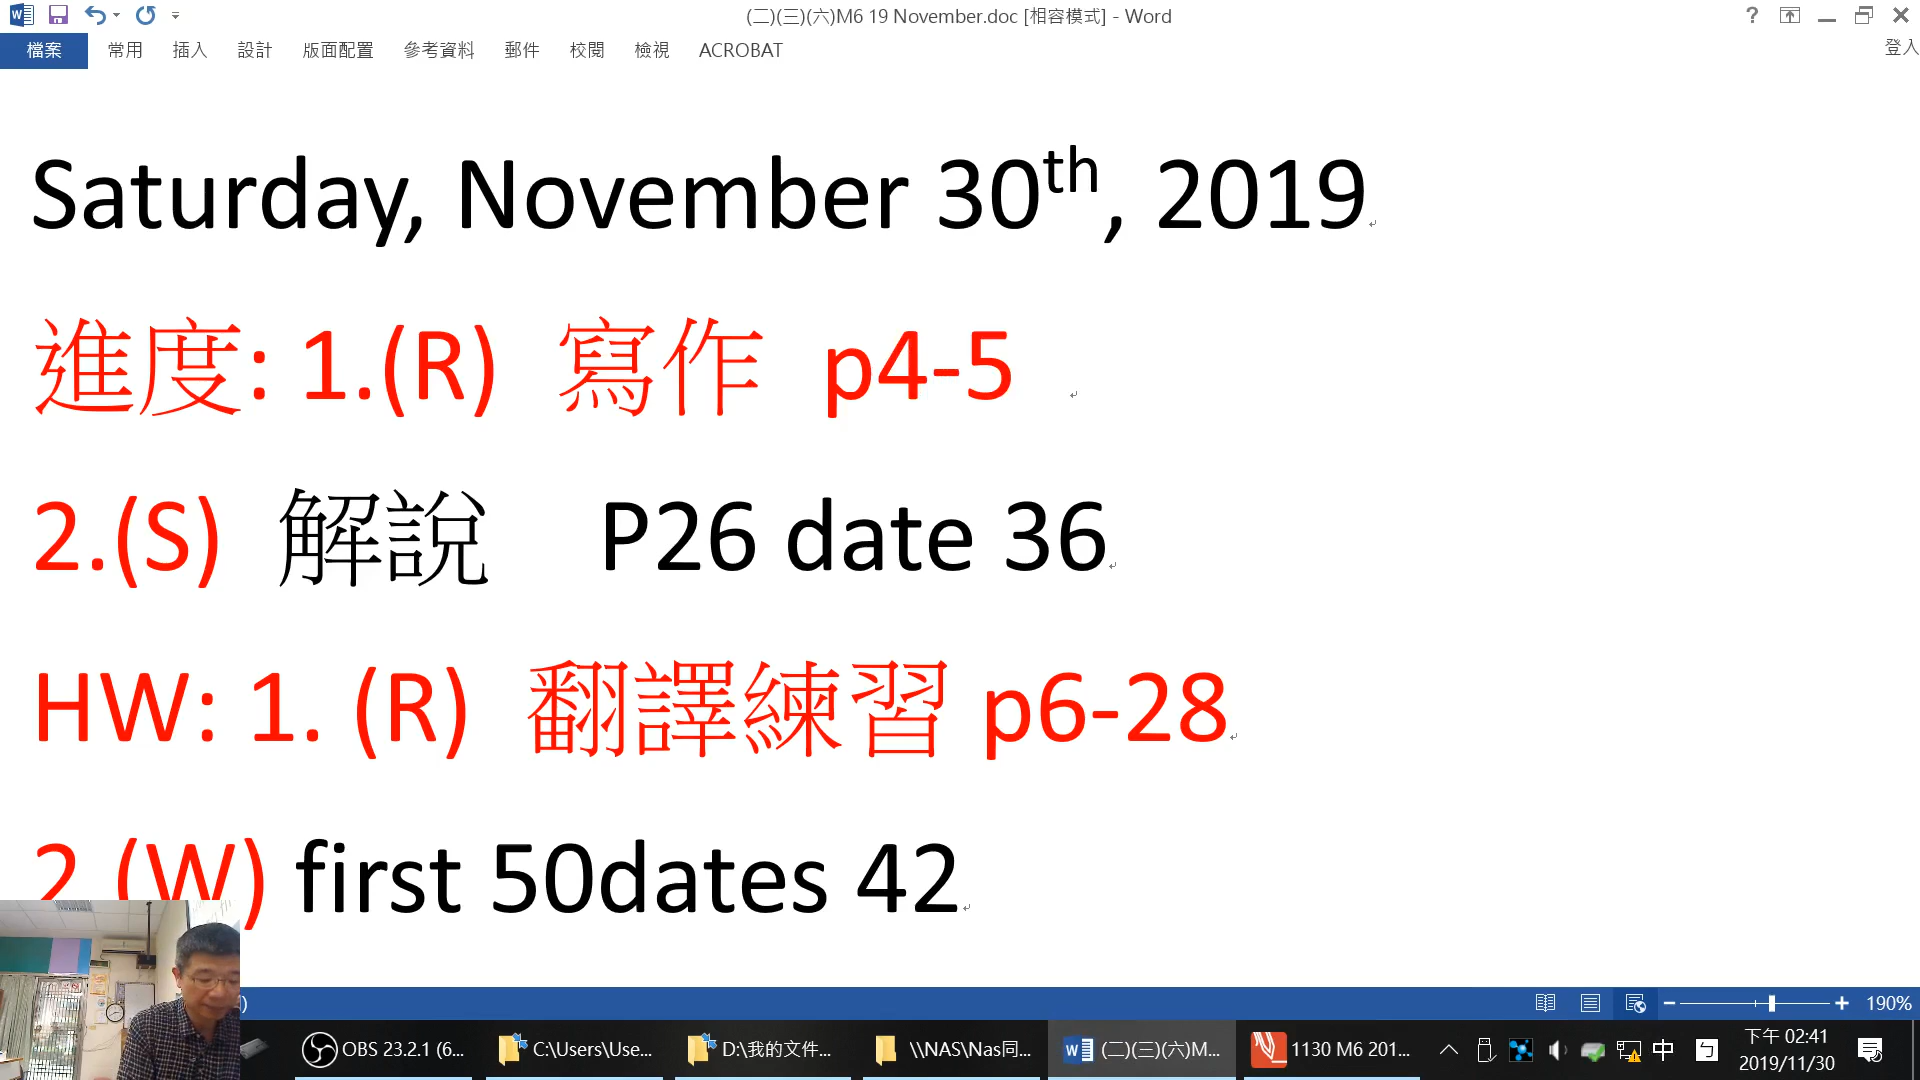 (二)(三)(六)M6 19 November.doc [相容模式] - Word
檔案 常用 插入 設計 版面配置 參考資料 郵件 校閱 檢視 ACROBAT 登入
Saturday, November 30th, 2019
進度: 1.(R) 寫作 p4-5
2.(S) 解說 P26 date 36
HW: 1. (R) 翻譯練習 p6-28
2.(W) first 50dates 42
190%
OBS 23.2.1 (6... C:\Users\Use... D:\我的文件... \\NAS\Nas同... (二)(三)(六)M... 1130 M6 201... 中 ㄅ 下午 02:41
2019/11/30